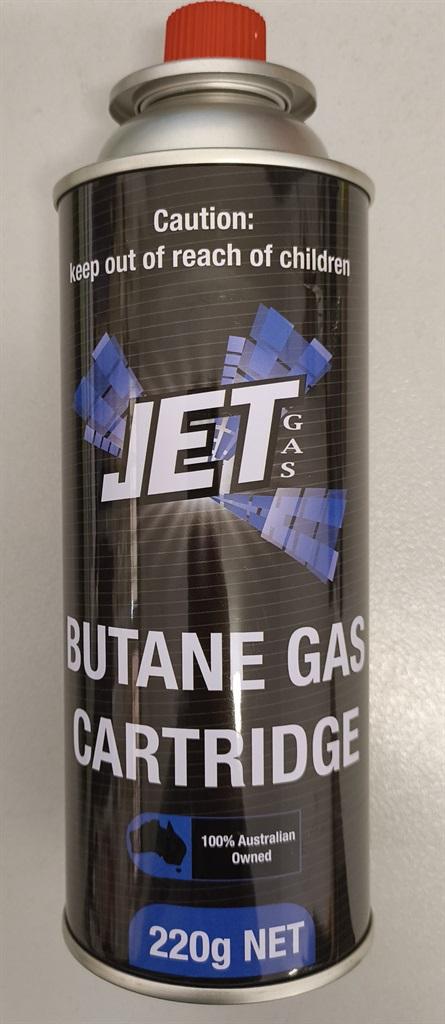 Caution:
keep out of reach of children
JET
GAS
BUTANE GAS
CARTRIDGE
100% Australian
Owned
220g NET